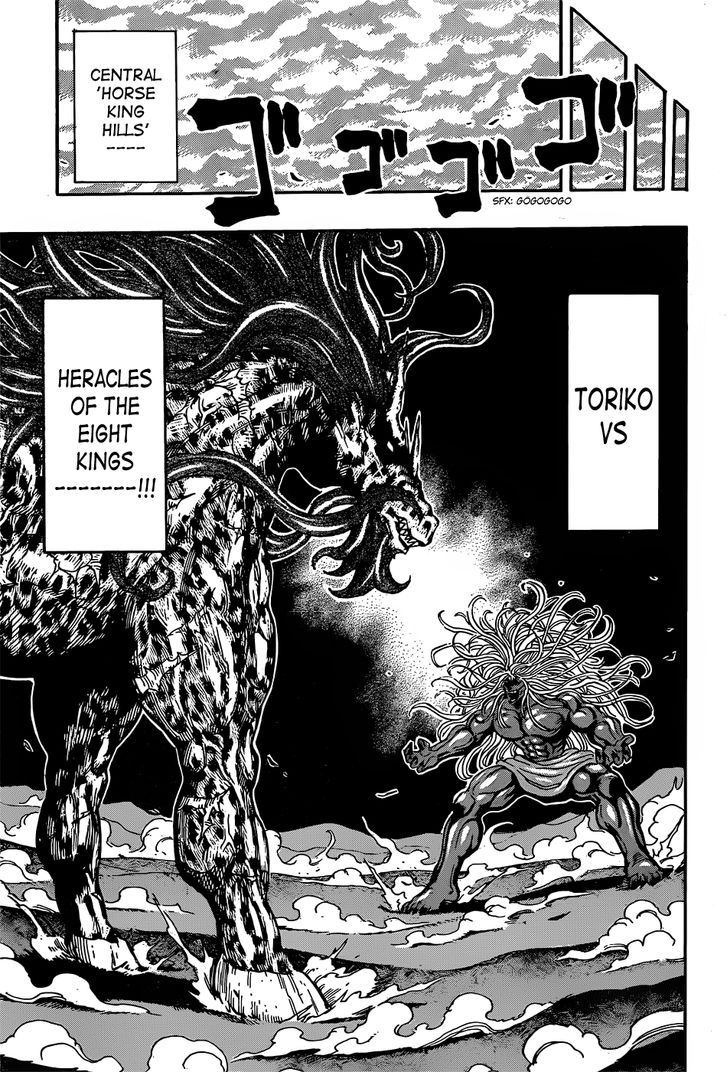 CENTRAL
'HORSE
KING
HILLS'
----
ゴゴゴゴ
SFX: GOGOGOGO
TORIKO
VS
HERACLES
OF THE
EIGHT
KINGS
-------!!!